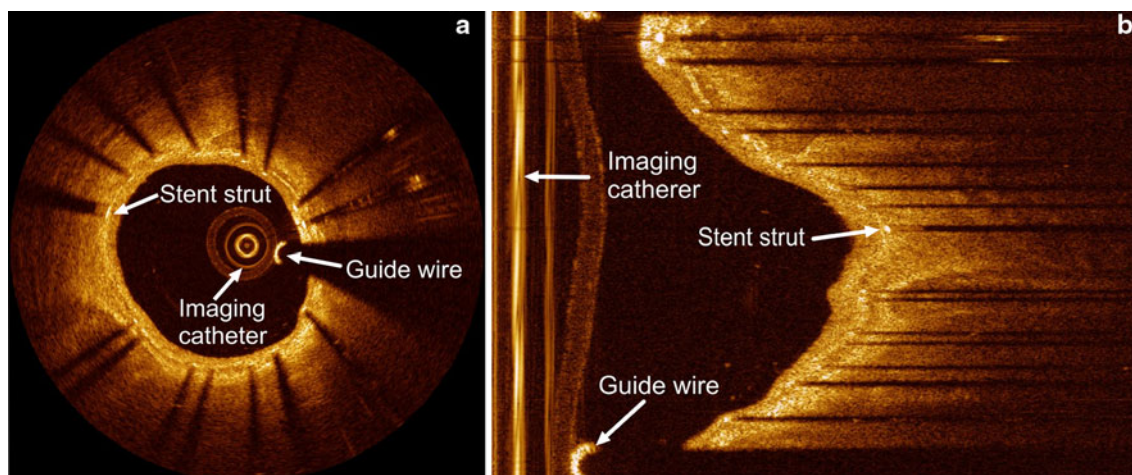 a
Stent strut
Guide wire
Imaging
catheter
b
Imaging
catherer
Stent strut
Guide wire